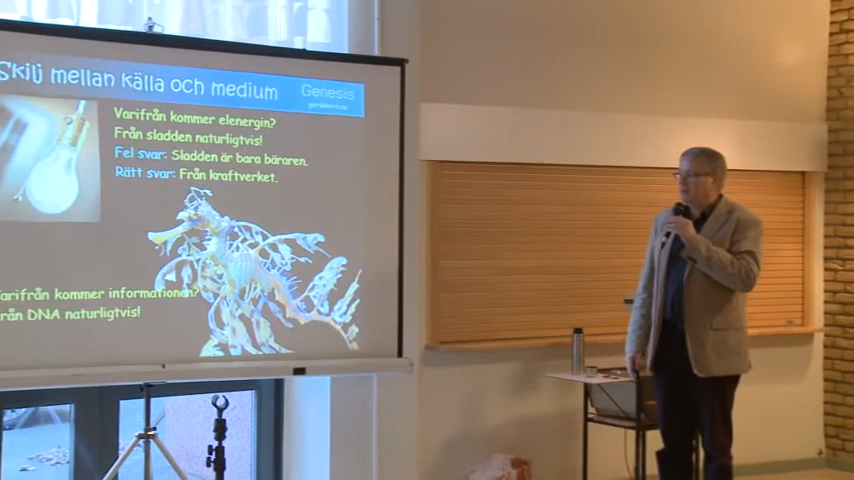 Skilj mellan källa och medium
Genesis
Varifrån kommer elenergin?
Från sladden naturligtvis!
Fel svar: Sladden är bara bäraren.
Rätt svar: Från kraftverket.
Varifrån kommer informationen?
Från DNA naturligtvis!